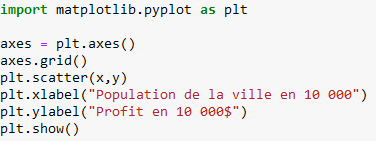 import matplotlib.pyplot as plt
axes = plt.axes()
axes.grid()
plt.scatter(x,y)
plt.xlabel("Population de la ville en 10 000")
plt.ylabel("Profit en 10 000$")
plt.show()